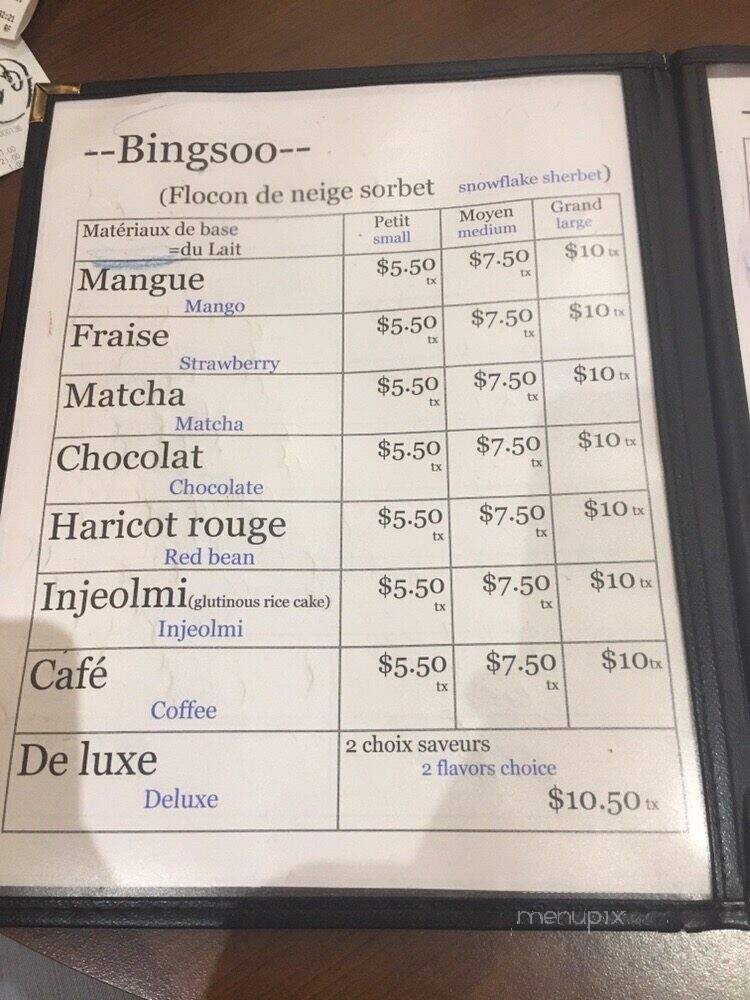 --Bingsoo--
(Flocon de neige sorbet snowflake sherbet)
Matériaux de base
=du Lait
Petit
small
Moyen
medium
Grand
large
Mangue
Mango
$5.50 tx
$7.50 tx
$10 tx
Fraise
Strawberry
$5.50 tx
$7.50 tx
$10 tx
Matcha
Matcha
$5.50 tx
$7.50 tx
$10 tx
Chocolat
Chocolate
$5.50 tx
$7.50 tx
$10 tx
Haricot rouge
Red bean
$5.50 tx
$7.50 tx
$10 tx
Injeolmi(glutinous rice cake)
Injeolmi
$5.50 tx
$7.50 tx
$10 tx
Café
Coffee
$5.50 tx
$7.50 tx
$10tx
De luxe
Deluxe
2 choix saveurs
2 flavors choice
$10.50 tx
menupix